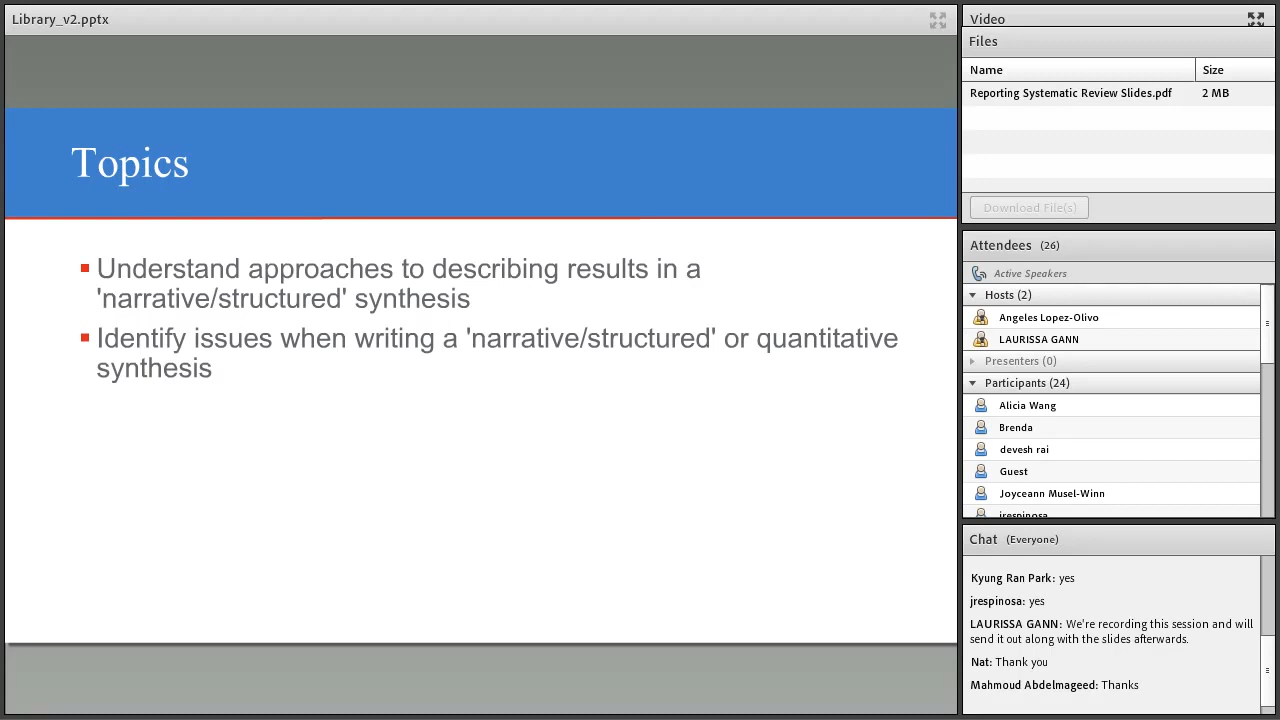 Library_v2.pptx
Topics
Understand approaches to describing results in a
'narrative/structured' synthesis
Identify issues when writing a 'narrative/structured' or quantitative
synthesis
Video
Files
Name Size
Reporting Systematic Review Slides.pdf 2 MB
Download File(s)
Attendees (26)
Active Speakers
Hosts (2)
Angeles Lopez-Olivo
LAURISSA GANN
Presenters (0)
Participants (24)
Alicia Wang
Brenda
devesh rai
Guest
Joyceann Musel-Winn
jrespinosa
Chat (Everyone)
Kyung Ran Park: yes
jrespinosa: yes
LAURISSA GANN: We're recording this session and will
send it out along with the slides afterwards.
Nat: Thank you
Mahmoud Abdelmageed: Thanks